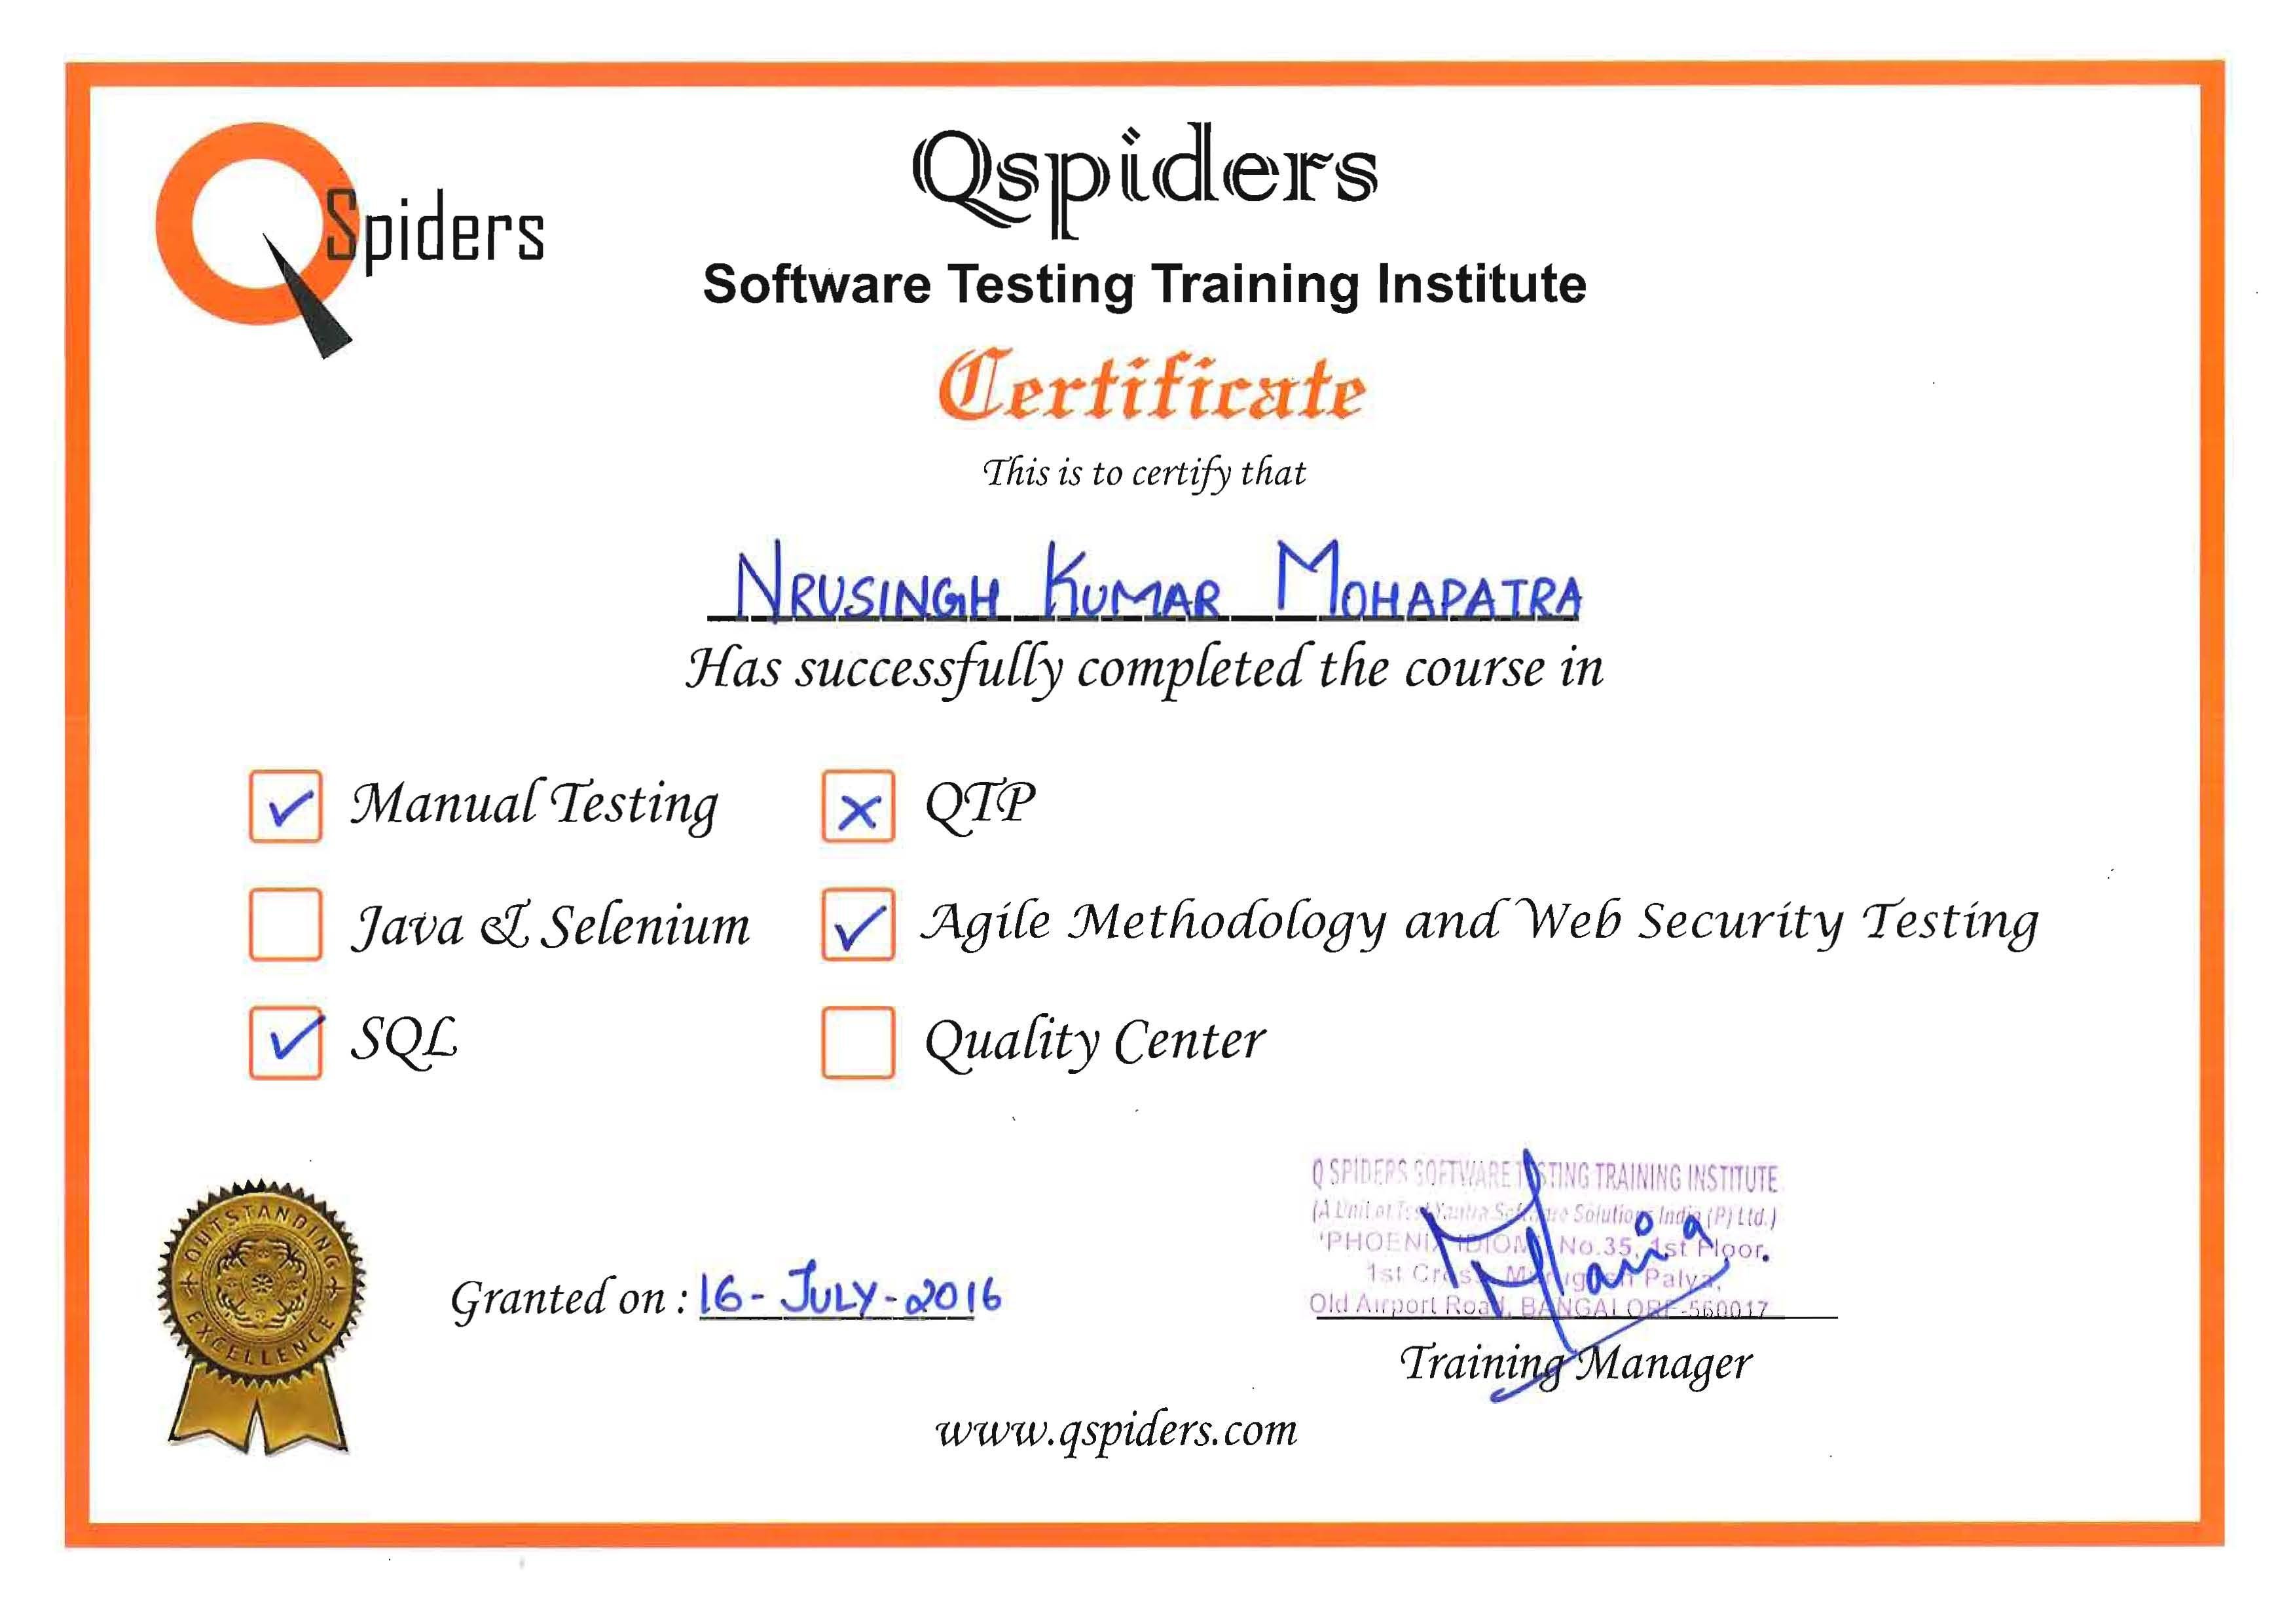 QSpiders
Qspiders
Software Testing Training Institute
Certificate
This is to certify that
NRUSINGH KUMAR MOHAPATRA
Has successfully completed the course in
✓ Manual Testing
✗ QTP
Java & Selenium
✓ Agile Methodology and Web Security Testing
✓ SQL
Quality Center
OUTSTANDING
EXCELLENCE
Granted on : 16-JULY-2016
Q SPIDERS SOFTWARE TESTING TRAINING INSTITUTE
(A Unit of Test Yantra Software Solutions India (P) Ltd.)
'PHOENIX No.35, 1st Floor,
1st Cross, Palya,
Old Airport Road, BANGALORE-560017
Training Manager
www.qspiders.com